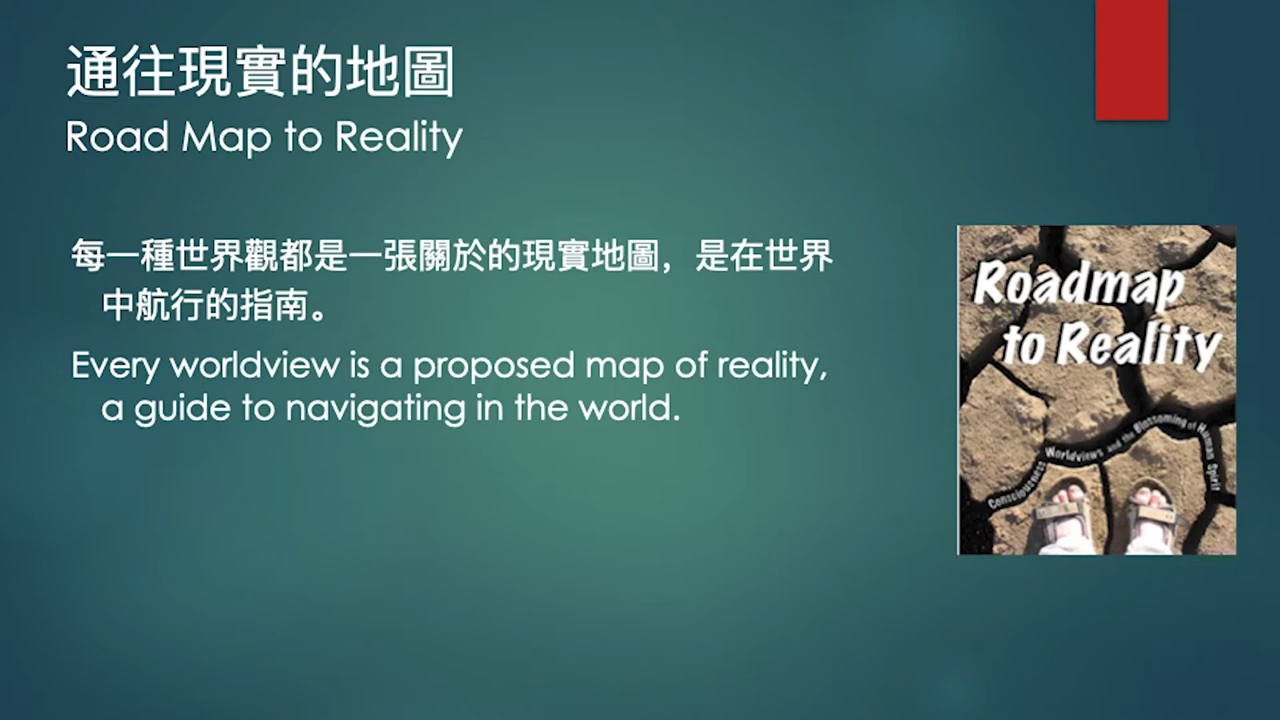 通往現實的地圖
Road Map to Reality
每一種世界觀都是一張關於的現實地圖，是在世界
中航行的指南。
Every worldview is a proposed map of reality,
a guide to navigating in the world.
Roadmap
to Reality
Consciousness Worldviews and the Blossoming of Human Spirit